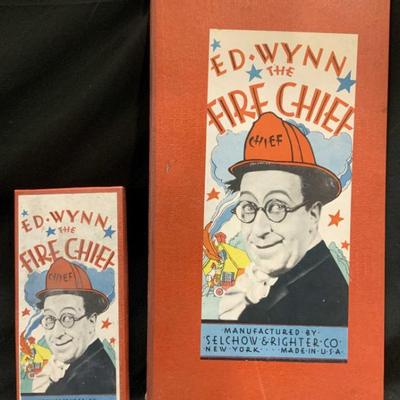 ED·WYNN
THE
FIRE CHIEF
CHIEF
MANUFACTURED·BY·
SELCHOW·&·RIGHTER·CO·
NEW YORK···MADE·IN·U·S·A·
ED·WYNN
THE
FIRE CHIEF
CHIEF